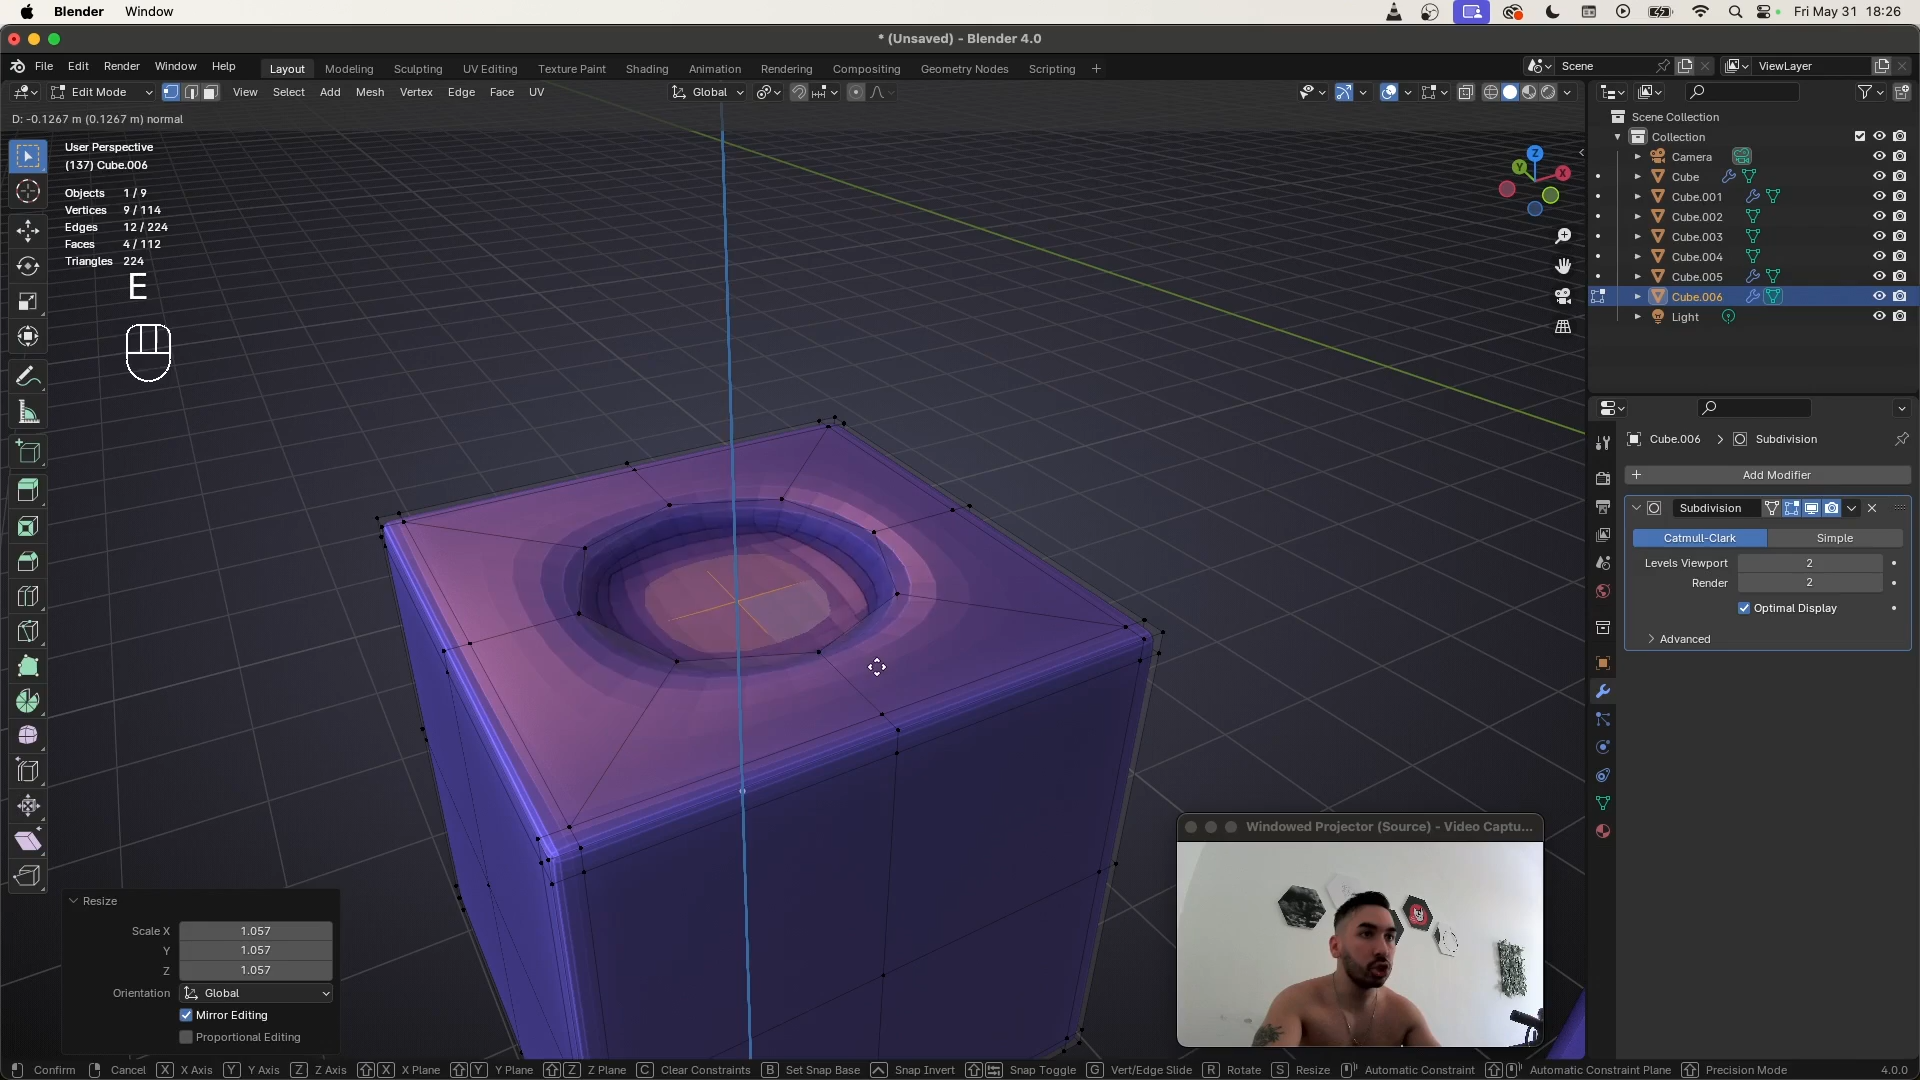 Blender Window Fri May 31 18:26
* (Unsaved) - Blender 4.0
File Edit Render Window Help Layout Modeling Sculpting UV Editing Texture Paint Shading Animation Rendering Compositing Geometry Nodes Scripting + Scene ViewLayer
Edit Mode View Select Add Mesh Vertex Edge Face UV Global
D: -0.1267 m (0.1267 m) normal
User Perspective
(137) Cube.006
Objects 1 / 9
Vertices 9 / 114
Edges 12 / 224
Faces 4 / 112
Triangles 224
E
Z
Y
X
Scene Collection
Collection
Camera
Cube
Cube.001
Cube.002
Cube.003
Cube.004
Cube.005
Cube.006
Light
Cube.006 > Subdivision
+ Add Modifier
Subdivision
Catmull-Clark Simple
Levels Viewport 2
Render 2
Optimal Display
Advanced
Windowed Projector (Source) - Video Captu...
Resize
Scale X 1.057
Y 1.057
Z 1.057
Orientation Global
Mirror Editing
Proportional Editing
Confirm Cancel X X Axis Y Y Axis Z Z Axis X X Plane Y Y Plane Z Z Plane C Clear Constraints B Set Snap Base Snap Invert Snap Toggle G Vert/Edge Slide R Rotate S Resize Automatic Constraint Automatic Constraint Plane Precision Mode 4.0.0